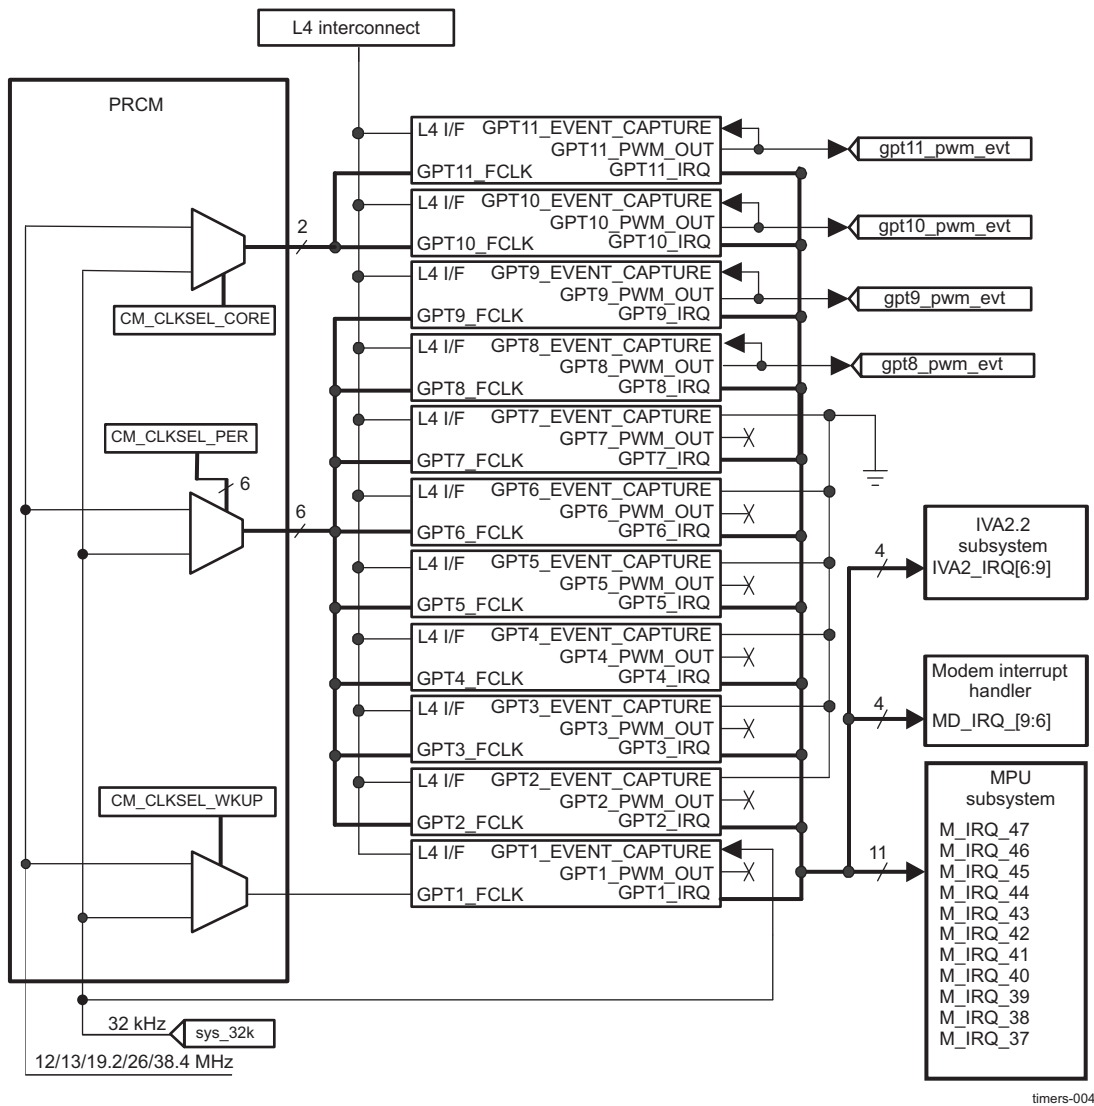 L4 interconnect
PRCM
L4 I/F GPT11_EVENT_CAPTURE
GPT11_PWM_OUT
GPT11_FCLK GPT11_IRQ
gpt11_pwm_evt
L4 I/F GPT10_EVENT_CAPTURE
GPT10_PWM_OUT
GPT10_FCLK GPT10_IRQ
gpt10_pwm_evt
2
CM_CLKSEL_CORE
L4 I/F GPT9_EVENT_CAPTURE
GPT9_PWM_OUT
GPT9_FCLK GPT9_IRQ
gpt9_pwm_evt
L4 I/F GPT8_EVENT_CAPTURE
GPT8_PWM_OUT
GPT8_FCLK GPT8_IRQ
gpt8_pwm_evt
L4 I/F GPT7_EVENT_CAPTURE
GPT7_PWM_OUT
GPT7_FCLK GPT7_IRQ
CM_CLKSEL_PER
6
6
L4 I/F GPT6_EVENT_CAPTURE
GPT6_PWM_OUT
GPT6_FCLK GPT6_IRQ
L4 I/F GPT5_EVENT_CAPTURE
GPT5_PWM_OUT
GPT5_FCLK GPT5_IRQ
4
IVA2.2
subsystem
IVA2_IRQ[6:9]
L4 I/F GPT4_EVENT_CAPTURE
GPT4_PWM_OUT
GPT4_FCLK GPT4_IRQ
L4 I/F GPT3_EVENT_CAPTURE
GPT3_PWM_OUT
GPT3_FCLK GPT3_IRQ
4
Modem interrupt
handler
MD_IRQ_[9:6]
L4 I/F GPT2_EVENT_CAPTURE
GPT2_PWM_OUT
GPT2_FCLK GPT2_IRQ
CM_CLKSEL_WKUP
L4 I/F GPT1_EVENT_CAPTURE
GPT1_PWM_OUT
GPT1_FCLK GPT1_IRQ
11
MPU
subsystem
M_IRQ_47
M_IRQ_46
M_IRQ_45
M_IRQ_44
M_IRQ_43
M_IRQ_42
M_IRQ_41
M_IRQ_40
M_IRQ_39
M_IRQ_38
M_IRQ_37
32 kHz
sys_32k
12/13/19.2/26/38.4 MHz
timers-004